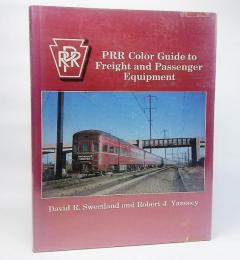 PRR
PRR Color Guide to
Freight and Passenger
Equipment
David R. Sweetland and Robert J. Yanosey